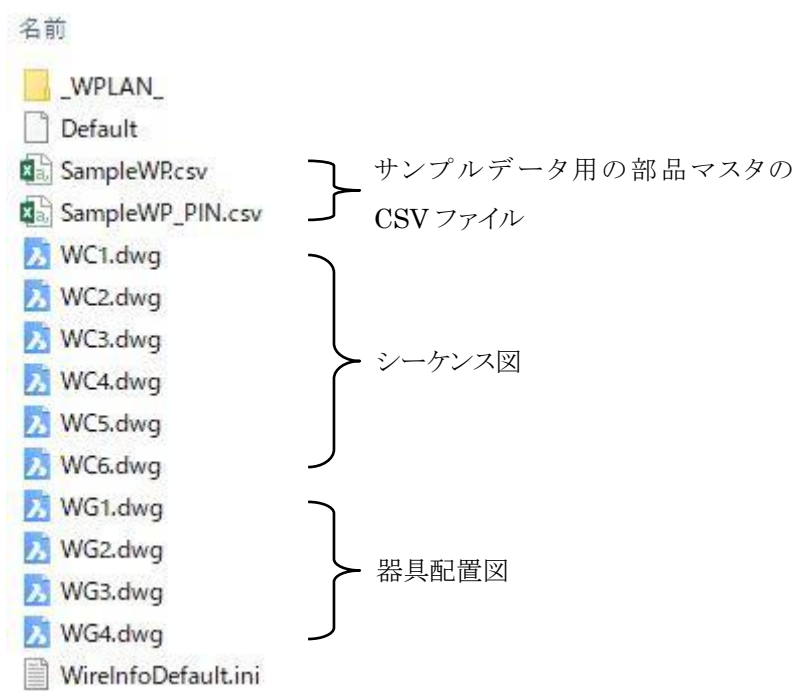 名前
_WPLAN_
Default
SampleWP.csv
SampleWP_PIN.csv
サンプルデータ用の部品マスタの
CSV ファイル
WC1.dwg
WC2.dwg
WC3.dwg
WC4.dwg
WC5.dwg
WC6.dwg
シーケンス図
WG1.dwg
WG2.dwg
WG3.dwg
WG4.dwg
器具配置図
WireInfoDefault.ini